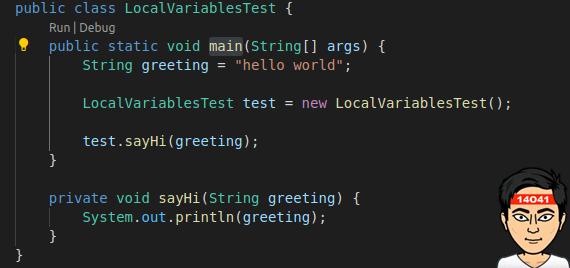 public class LocalVariablesTest {
Run | Debug
public static void main(String[] args) {
String greeting = "hello world";
LocalVariablesTest test = new LocalVariablesTest();
test.sayHi(greeting);
}
private void sayHi(String greeting) {
System.out.println(greeting);
}
}
14041